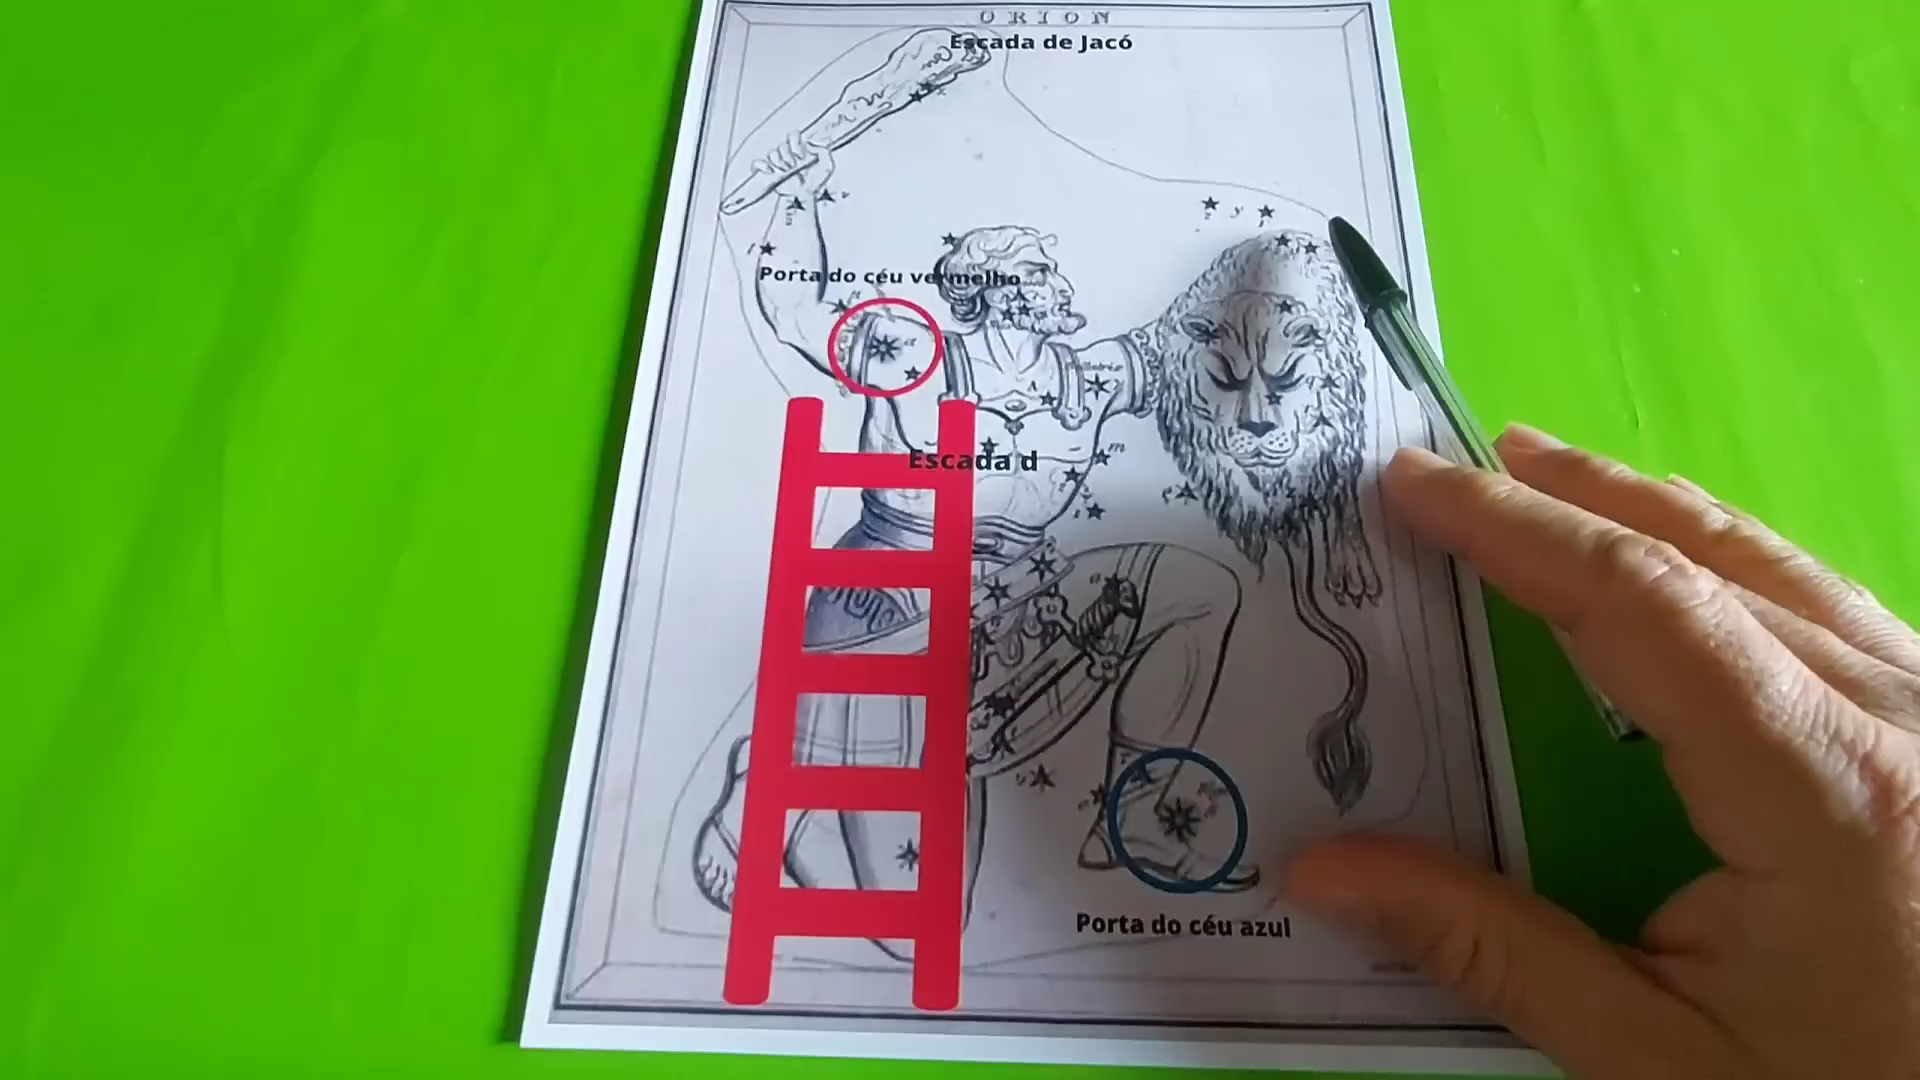 ORION
Escada de Jacó
Porta do céu vermelho
Escada d
Porta do céu azul